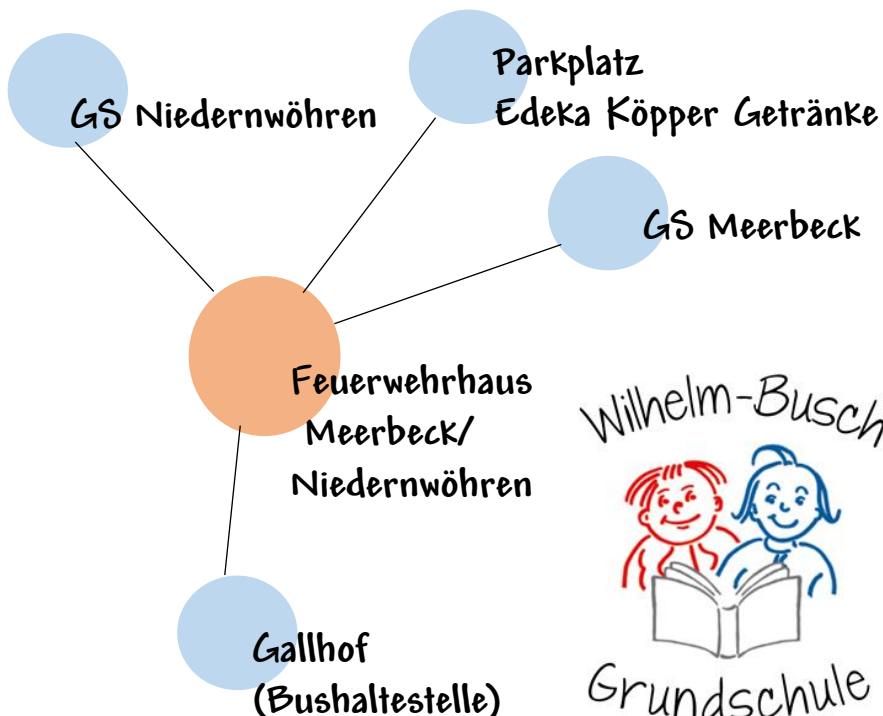 GS Niedernwöhren
Parkplatz
Edeka Köpper Getränke
GS Meerbeck
Feuerwehrhaus
Meerbeck/
Niedernwöhren
Wilhelm-Busch
Grundschule
Gallhof
(Bushaltestelle)